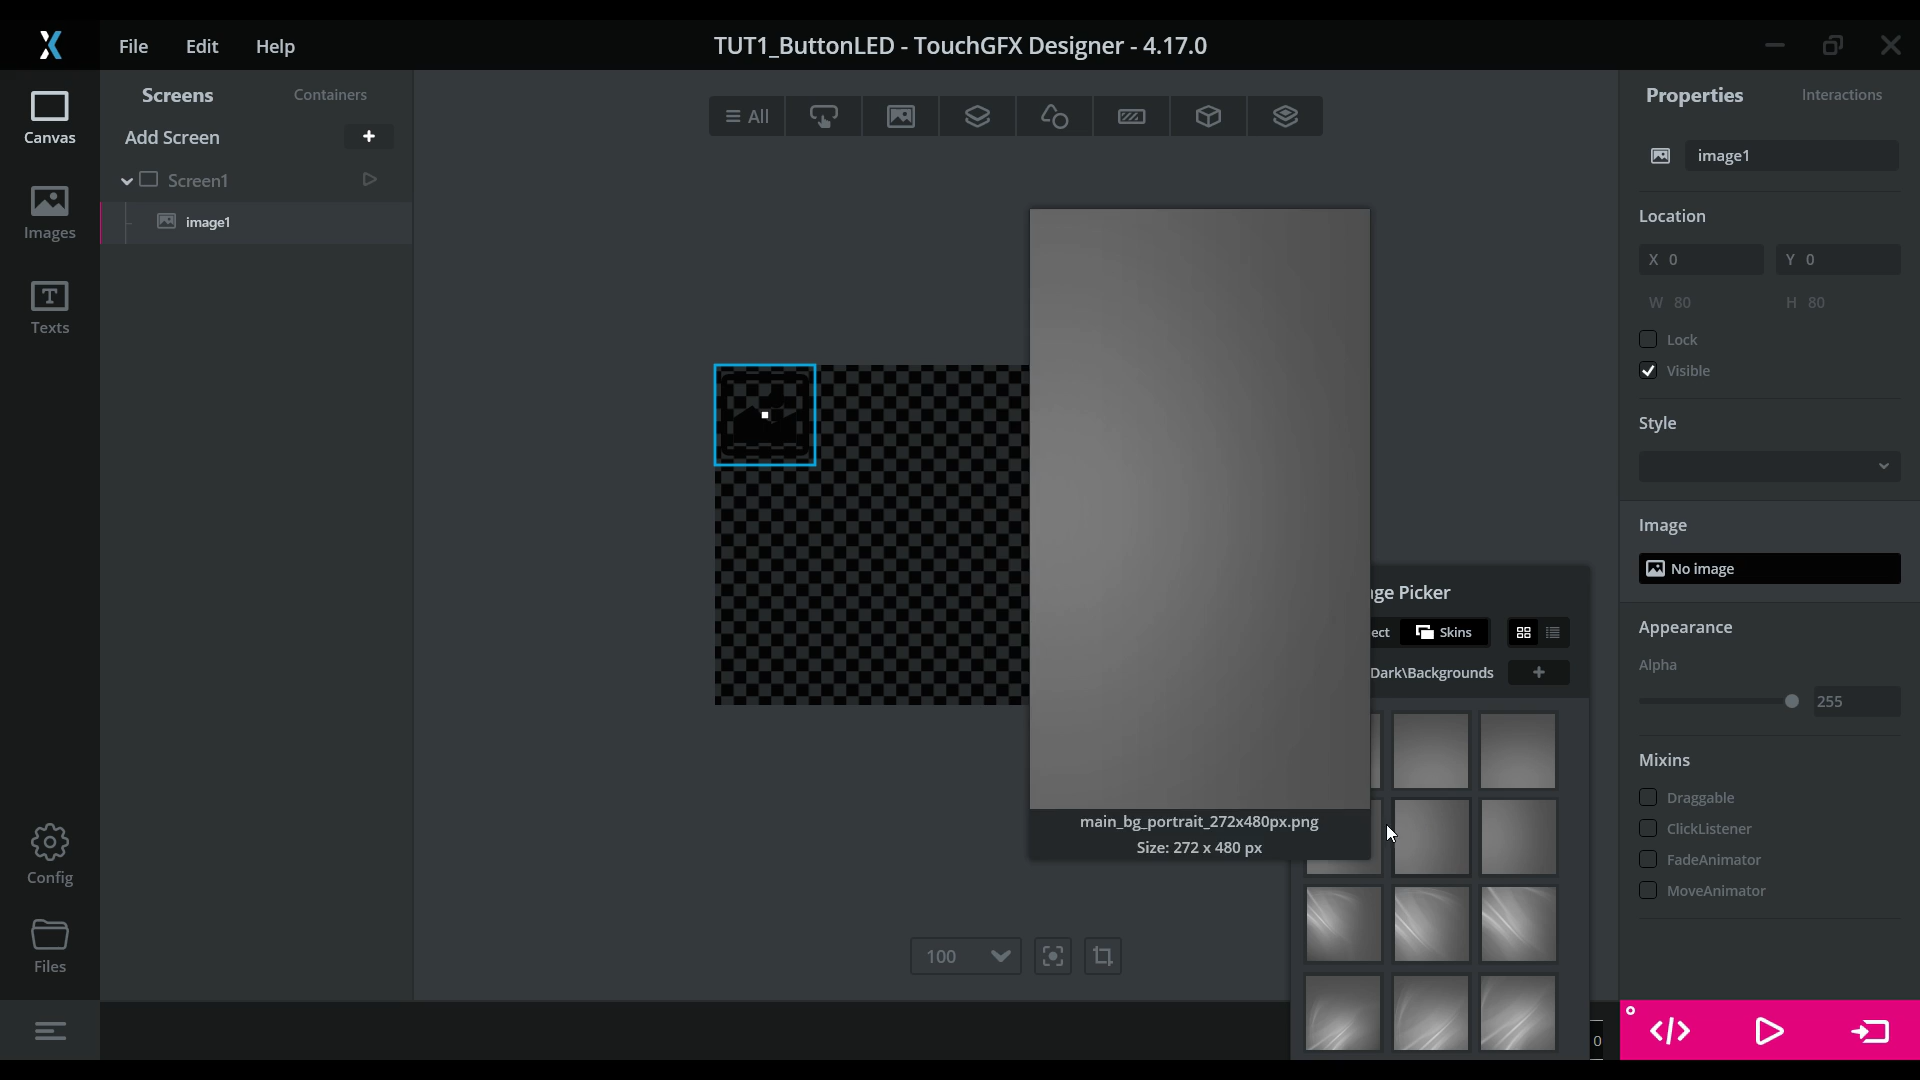 File
Edit
Help
TUT1_ButtonLED - TouchGFX Designer - 4.17.0
Canvas
Images
Texts
Config
Files
Screens
Containers
Add Screen
+
Screen1
image1
All
main_bg_portrait_272x480px.png
Size: 272 x 480 px
ge Picker
ect
Skins
Dark\Backgrounds
+
100
Properties
Interactions
image1
Location
X 0
Y 0
W 80
H 80
Lock
Visible
Style
Image
No image
Appearance
Alpha
255
Mixins
Draggable
ClickListener
FadeAnimator
MoveAnimator
0